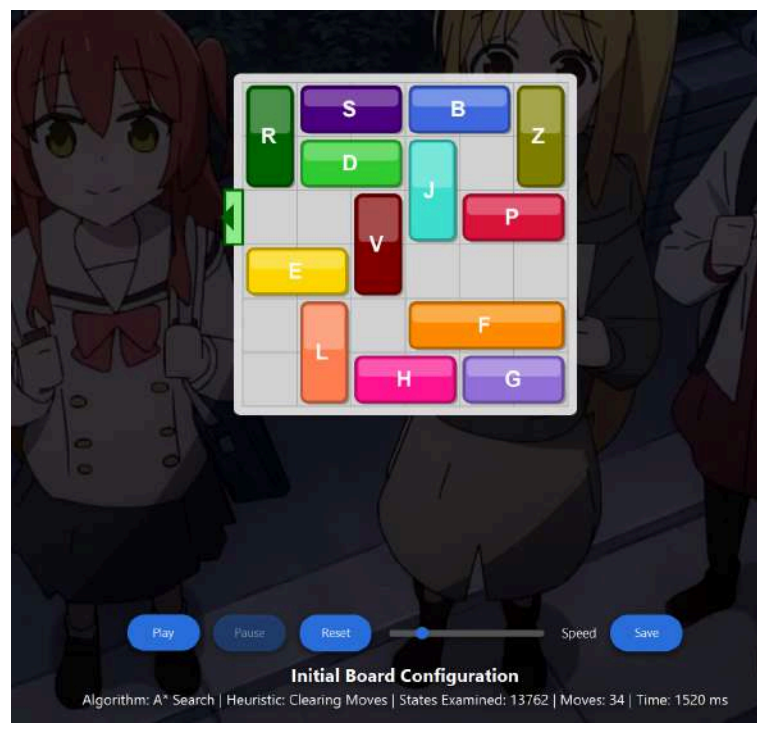 R S B Z
D J
V P
E
L F
H G
Play Pause Reset Speed Save
Initial Board Configuration
Algorithm: A* Search | Heuristic: Clearing Moves | States Examined: 13762 | Moves: 34 | Time: 1520 ms